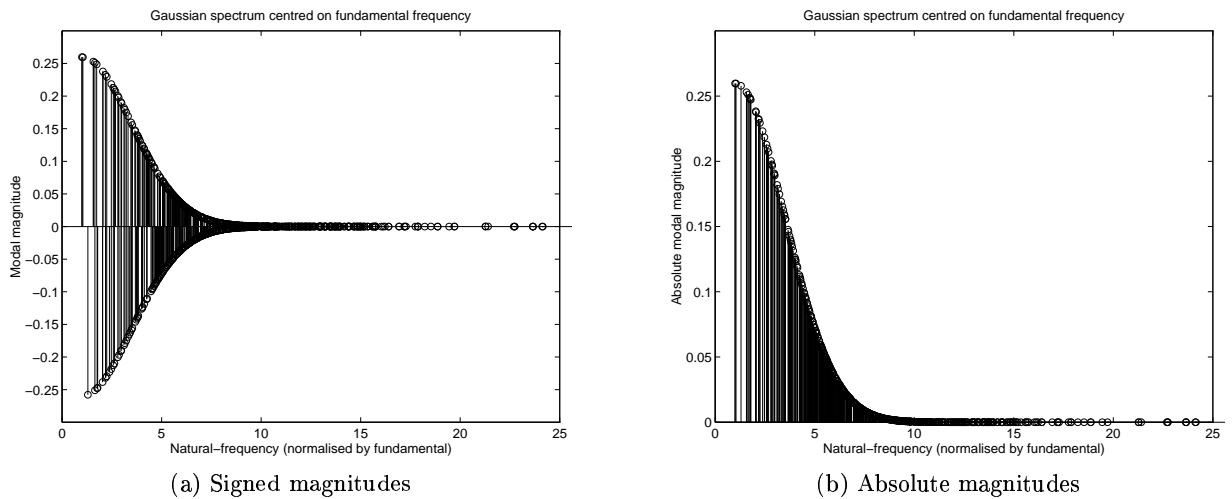 Gaussian spectrum centred on fundamental frequency
0.25
0.2
0.15
0.1
0.05
0
−0.05
−0.1
−0.15
−0.2
−0.25
Modal magnitude
0 5 10 15 20 25
Natural−frequency (normalised by fundamental)
(a) Signed magnitudes
Gaussian spectrum centred on fundamental frequency
0.25
0.2
0.15
0.1
0.05
0
Absolute modal magnitude
0 5 10 15 20 25
Natural−frequency (normalised by fundamental)
(b) Absolute magnitudes